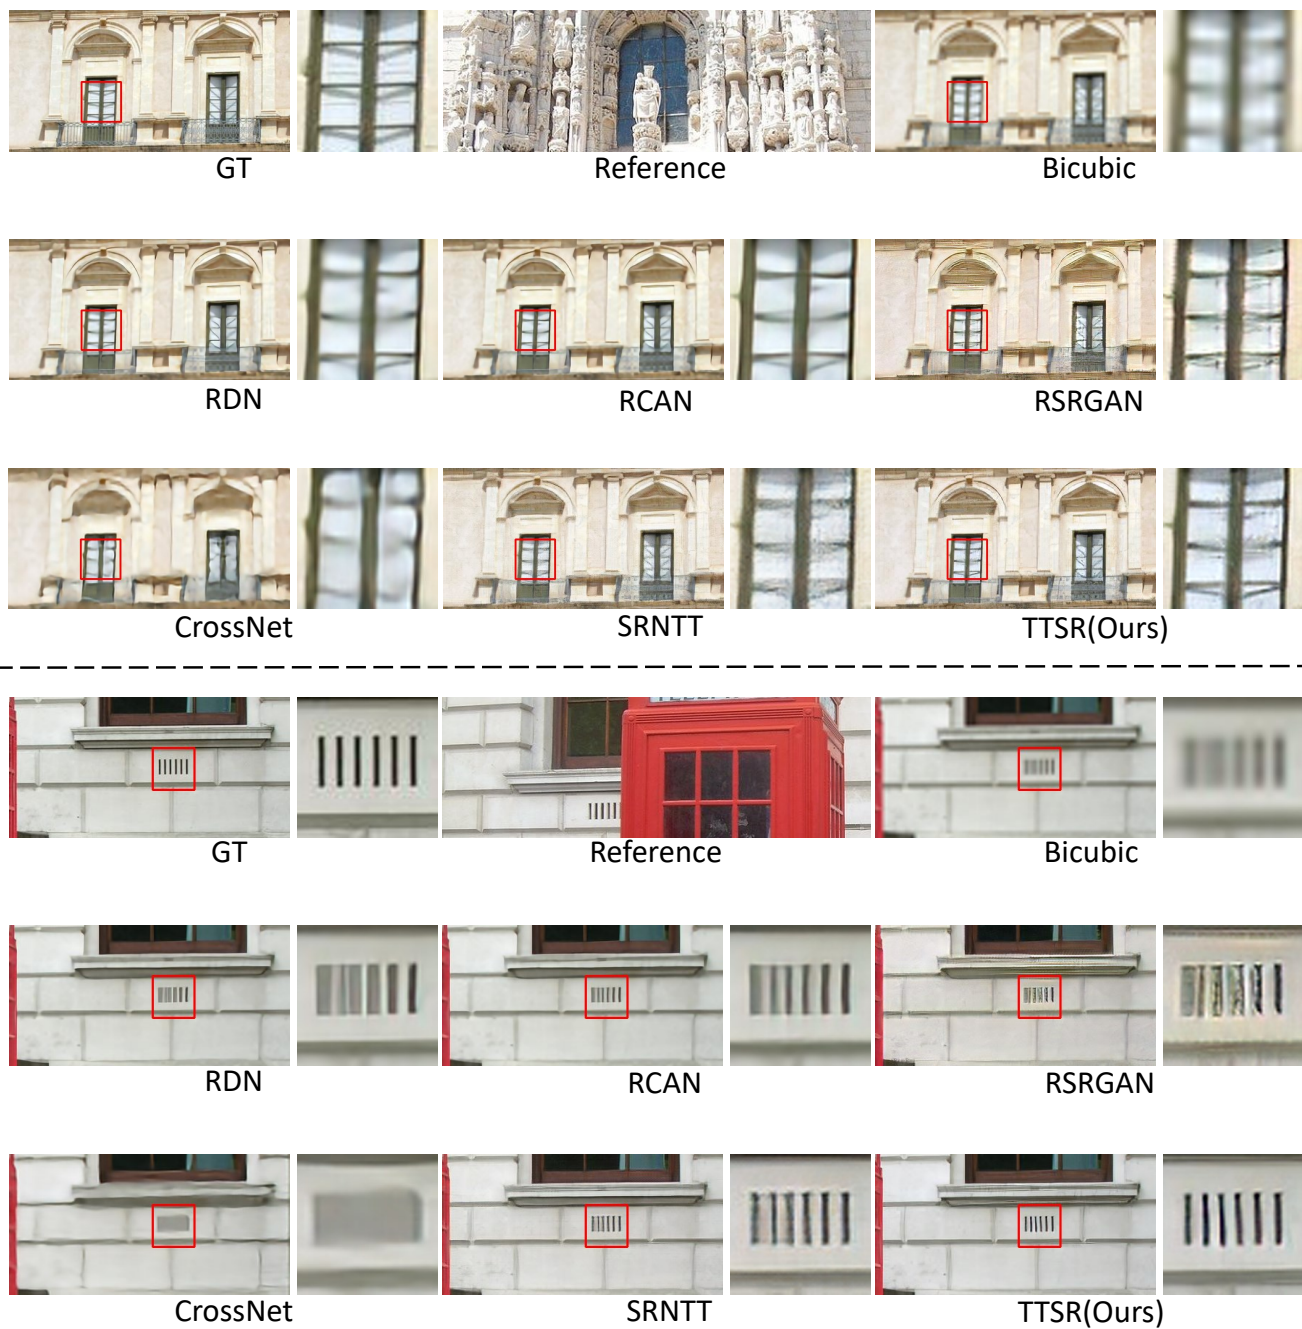 GT Reference Bicubic
RDN RCAN RSRGAN
CrossNet SRNTT TTSR(Ours)
GT Reference Bicubic
RDN RCAN RSRGAN
CrossNet SRNTT TTSR(Ours)